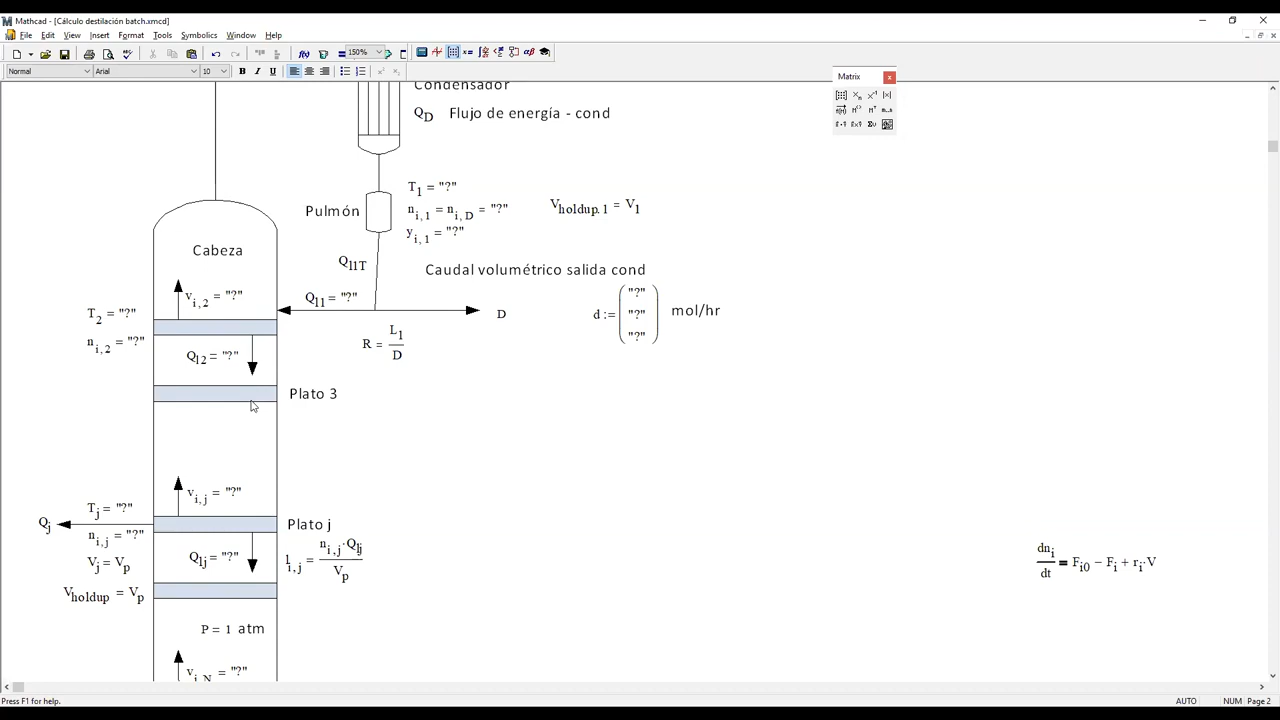 Mathcad - [Cálculo destilación batch.xmcd]
File Edit View Insert Format Tools Symbolics Window Help
150%
Normal Arial 10 B I U
Matrix
Condensador
Q_D Flujo de energía - cond
T_1 = "?"
Pulmón n_i,1 = n_i,D = "?" V_holdup.1 = V_1
y_i,1 = "?"
Cabeza
Q_l1T
Caudal volumétrico salida cond
v_i,2 = "?" Q_l1 = "?"
T_2 = "?"
D
d := ("?" "?" "?") mol/hr
n_i,2 = "?"
R = L_1 / D
Q_l2 = "?"
Plato 3
v_i,j = "?"
T_j = "?"
Q_j
Plato j
n_i,j = "?"
V_j = V_p
Q_lj = "?"
l_i,j = n_i,j · Q_lj / V_p
dn_i / dt = F_i0 − F_i + r_i · V
V_holdup = V_p
P = 1 atm
v_i,N = "?"
Press F1 for help. AUTO NUM Page 2